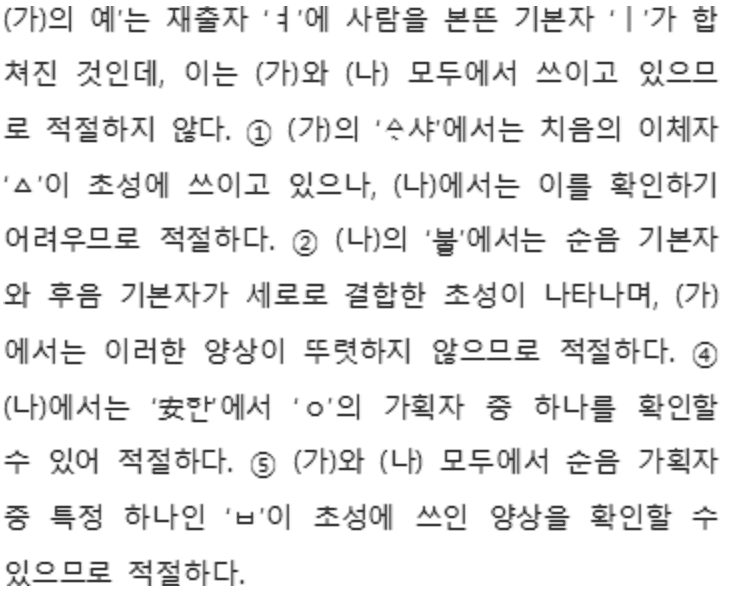 (가)의 예'는 재출자 'ㅕ'에 사람을 본뜬 기본자 'ㅣ'가 합
쳐진 것인데, 이는 (가)와 (나) 모두에서 쓰이고 있으므
로 적절하지 않다. ① (가)의 'ᄉᆞ샤'에서는 치음의 이체자
'ㅿ'이 초성에 쓰이고 있으나, (나)에서는 이를 확인하기
어려우므로 적절하다. ② (나)의 '불'에서는 순음 기본자
와 후음 기본자가 세로로 결합한 초성이 나타나며, (가)
에서는 이러한 양상이 뚜렷하지 않으므로 적절하다. ④
(나)에서는 '安한'에서 'ㅇ'의 가획자 중 하나를 확인할
수 있어 적절하다. ⑤ (가)와 (나) 모두에서 순음 가획자
중 특정 하나인 'ㅂ'이 초성에 쓰인 양상을 확인할 수
있으므로 적절하다.